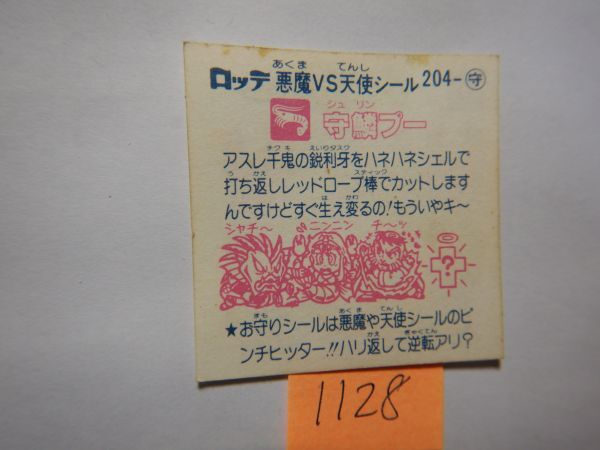 あくま てんし
ロッテ 悪魔VS天使シール 204-守
シュ リン
守鱗プー
チクキ えいりタスク
アスレ千鬼の鋭利牙をハネハネシェルで
う かえ スティック
打ち返しレッドロープ棒でカットします
は かわ
んですけどすぐ生え変るの!もういやキ〜
シャチ〜 ニンニン チ〜ッ
?
まも あくま てんし
★お守りシールは悪魔や天使シールのピ
かえ ぎゃくてん
ンチヒッター!!ハリ返して逆転アリ?
1128